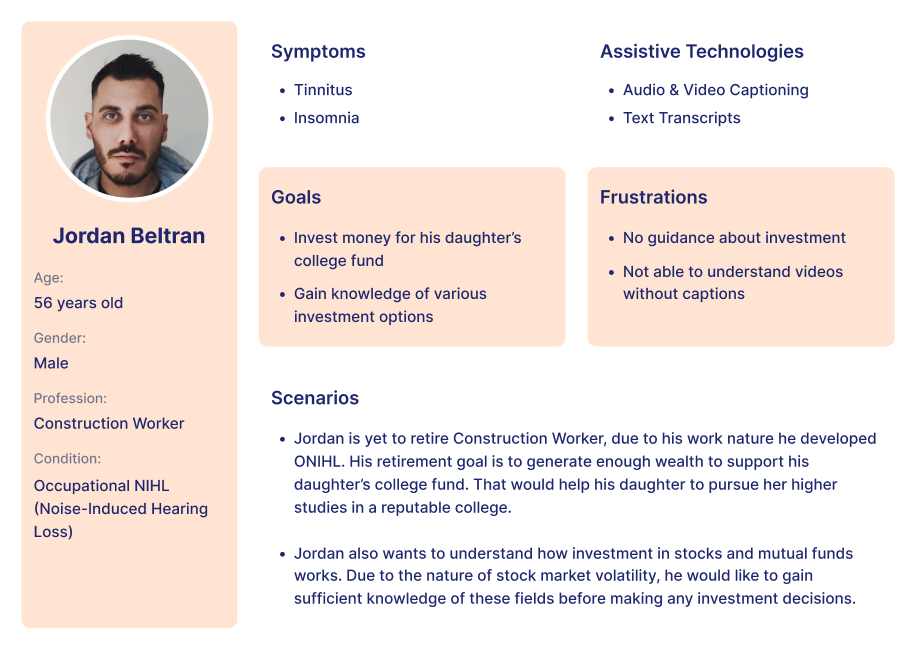 Jordan Beltran
Age:
56 years old
Gender:
Male
Profession:
Construction Worker
Condition:
Occupational NIHL
(Noise-Induced Hearing
Loss)
Symptoms
• Tinnitus
• Insomnia
Assistive Technologies
• Audio & Video Captioning
• Text Transcripts
Goals
• Invest money for his daughter’s
college fund
• Gain knowledge of various
investment options
Frustrations
• No guidance about investment
• Not able to understand videos
without captions
Scenarios
• Jordan is yet to retire Construction Worker, due to his work nature he developed
ONIHL. His retirement goal is to generate enough wealth to support his
daughter’s college fund. That would help his daughter to pursue her higher
studies in a reputable college.
• Jordan also wants to understand how investment in stocks and mutual funds
works. Due to the nature of stock market volatility, he would like to gain
sufficient knowledge of these fields before making any investment decisions.